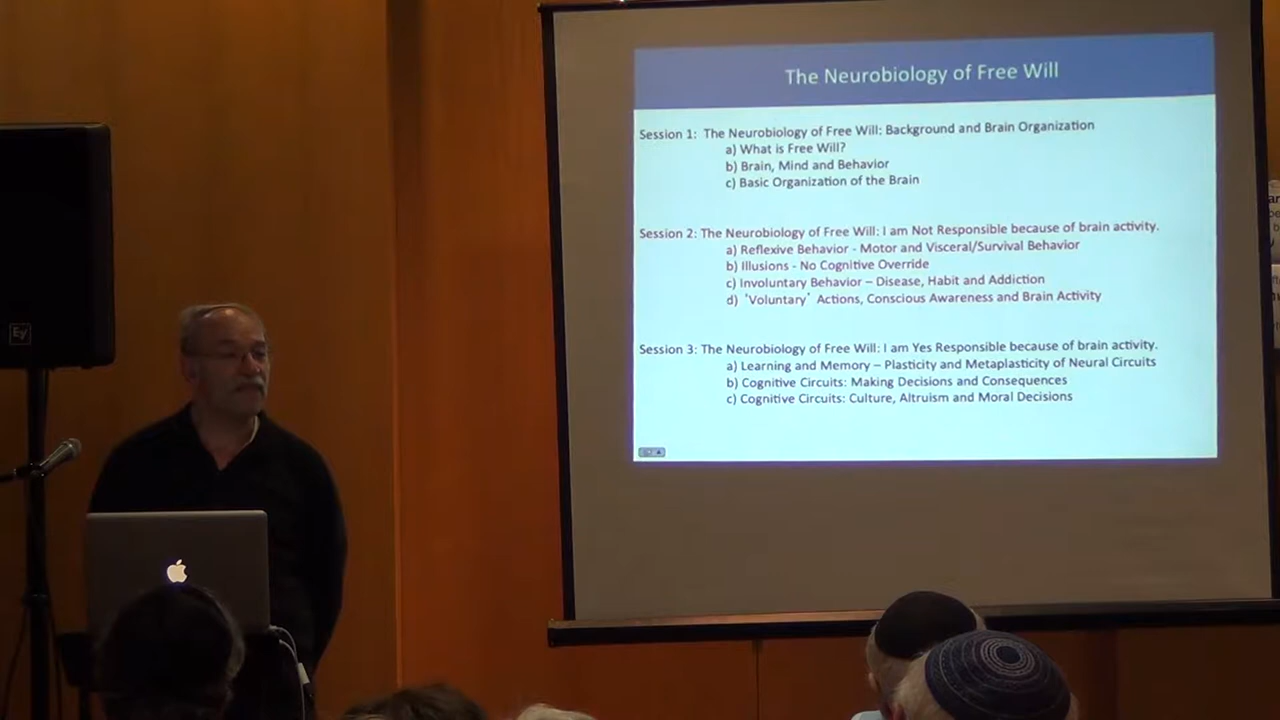 The Neurobiology of Free Will
Session 1: The Neurobiology of Free Will: Background and Brain Organization
a) What is Free Will?
b) Brain, Mind and Behavior
c) Basic Organization of the Brain
Session 2: The Neurobiology of Free Will: I am Not Responsible because of brain activity.
a) Reflexive Behavior - Motor and Visceral/Survival Behavior
b) Illusions - No Cognitive Override
c) Involuntary Behavior – Disease, Habit and Addiction
d) 'Voluntary' Actions, Conscious Awareness and Brain Activity
Session 3: The Neurobiology of Free Will: I am Yes Responsible because of brain activity.
a) Learning and Memory – Plasticity and Metaplasticity of Neural Circuits
b) Cognitive Circuits: Making Decisions and Consequences
c) Cognitive Circuits: Culture, Altruism and Moral Decisions
EV